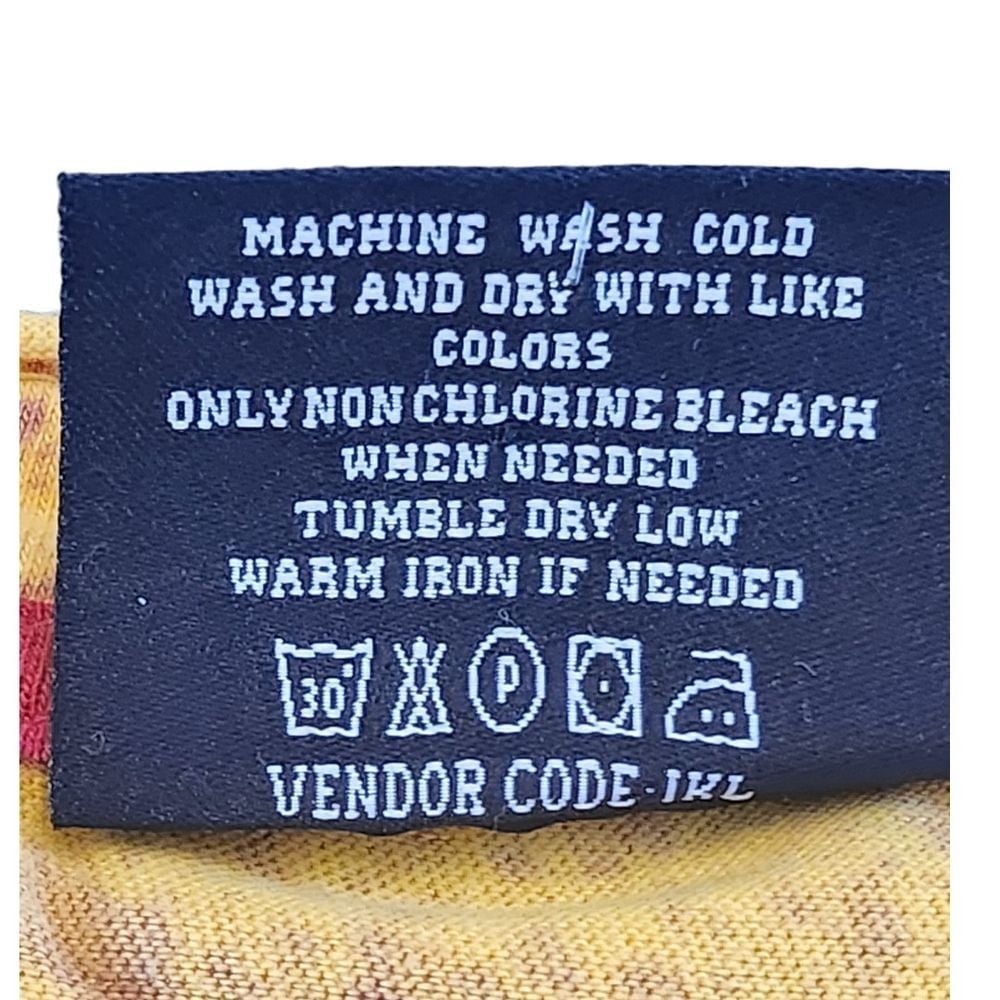 MACHINE WASH COLD
WASH AND DRY WITH LIKE
COLORS
ONLY NON CHLORINE BLEACH
WHEN NEEDED
TUMBLE DRY LOW
WARM IRON IF NEEDED
30° P
VENDOR CODE-IKL